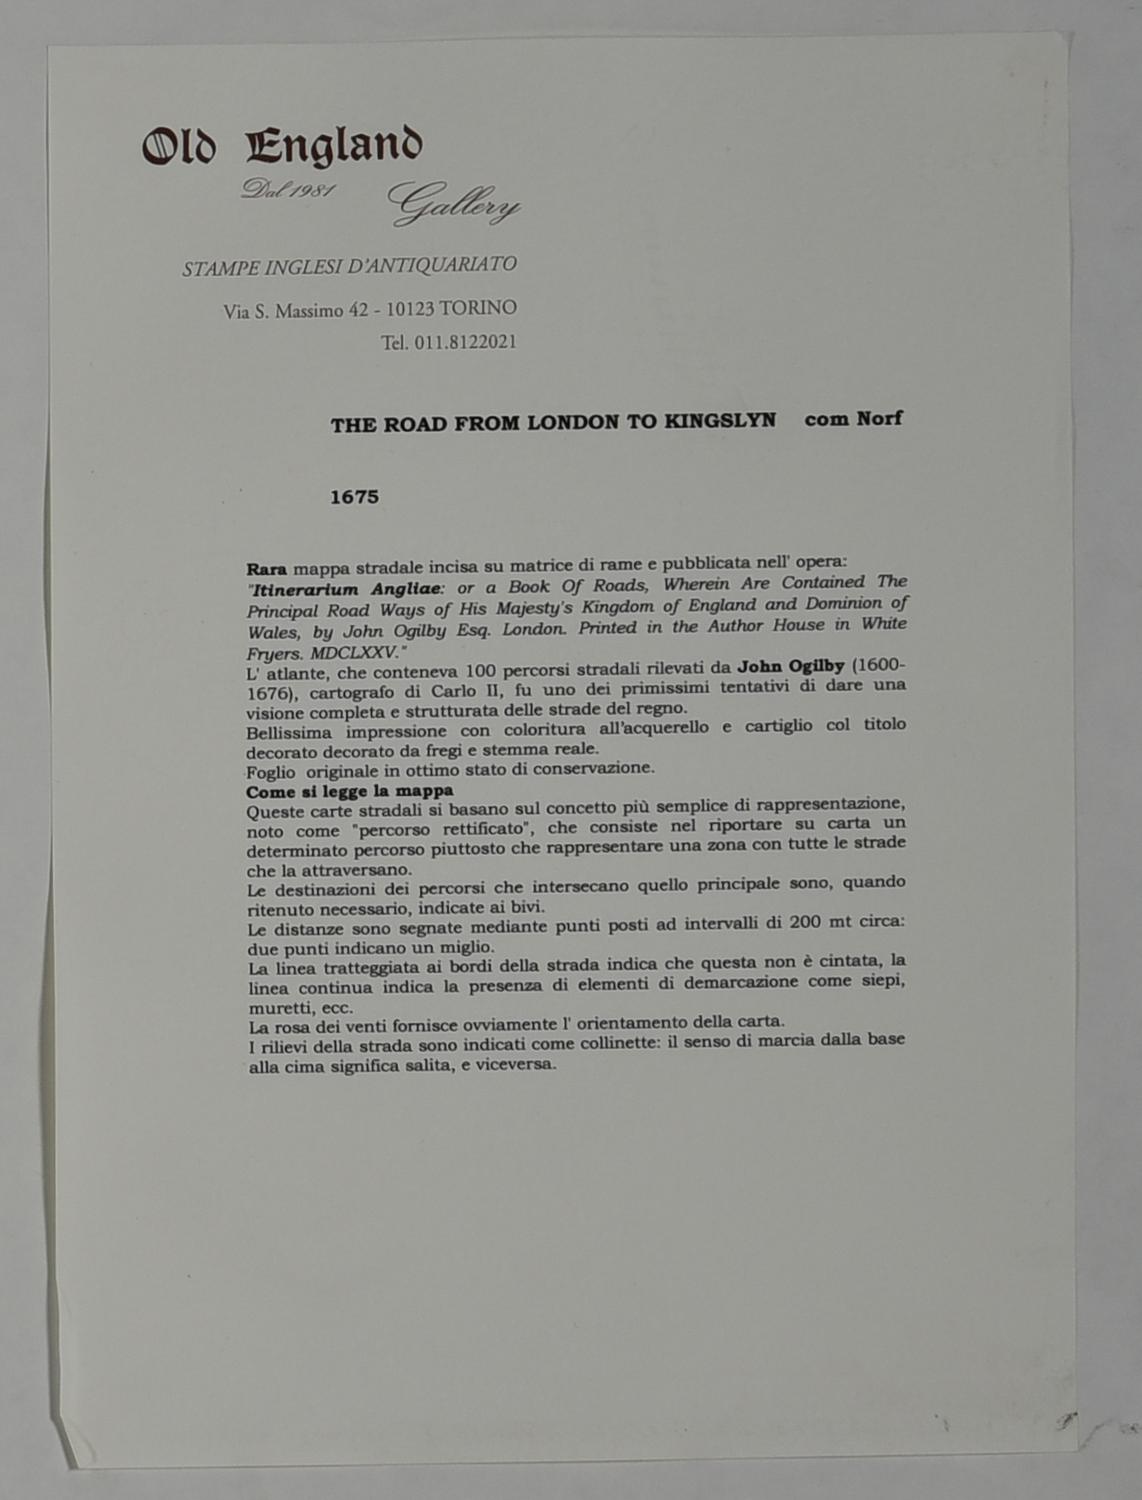 Old England
Dal 1981 Gallery
STAMPE INGLESI D'ANTIQUARIATO
Via S. Massimo 42 - 10123 TORINO
Tel. 011.8122021
THE ROAD FROM LONDON TO KINGSLYN com Norf
1675
Rara mappa stradale incisa su matrice di rame e pubblicata nell' opera:
"Itinerarium Angliae: or a Book Of Roads, Wherein Are Contained The
Principal Road Ways of His Majesty's Kingdom of England and Dominion of
Wales, by John Ogilby Esq. London. Printed in the Author House in White
Fryers. MDCLXXV."
L' atlante, che conteneva 100 percorsi stradali rilevati da John Ogilby (1600-
1676), cartografo di Carlo II, fu uno dei primissimi tentativi di dare una
visione completa e strutturata delle strade del regno.
Bellissima impressione con coloritura all'acquerello e cartiglio col titolo
decorato decorato da fregi e stemma reale.
Foglio originale in ottimo stato di conservazione.
Come si legge la mappa
Queste carte stradali si basano sul concetto più semplice di rappresentazione,
noto come "percorso rettificato", che consiste nel riportare su carta un
determinato percorso piuttosto che rappresentare una zona con tutte le strade
che la attraversano.
Le destinazioni dei percorsi che intersecano quello principale sono, quando
ritenuto necessario, indicate ai bivi.
Le distanze sono segnate mediante punti posti ad intervalli di 200 mt circa:
due punti indicano un miglio.
La linea tratteggiata ai bordi della strada indica che questa non è cintata, la
linea continua indica la presenza di elementi di demarcazione come siepi,
muretti, ecc.
La rosa dei venti fornisce ovviamente l' orientamento della carta.
I rilievi della strada sono indicati come collinette: il senso di marcia dalla base
alla cima significa salita, e viceversa.